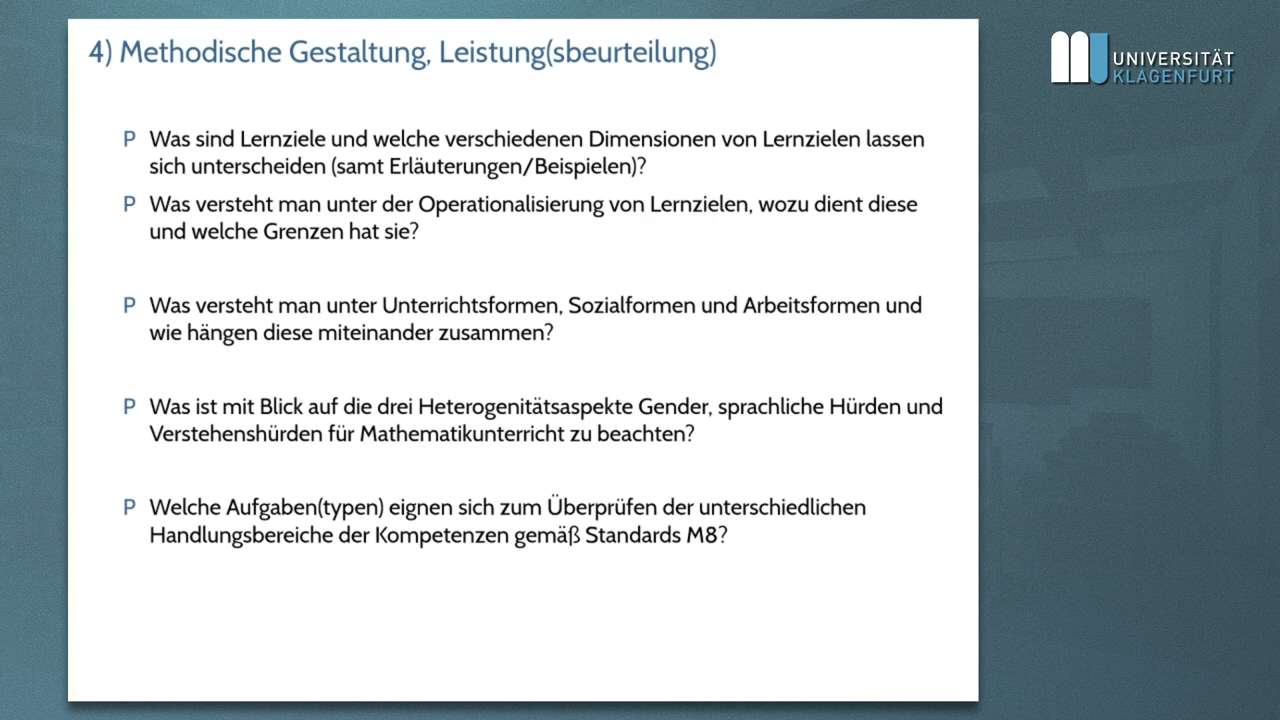 4) Methodische Gestaltung, Leistung(sbeurteilung)
UNIVERSITÄT
KLAGENFURT
P Was sind Lernziele und welche verschiedenen Dimensionen von Lernzielen lassen
sich unterscheiden (samt Erläuterungen/Beispielen)?
P Was versteht man unter der Operationalisierung von Lernzielen, wozu dient diese
und welche Grenzen hat sie?
P Was versteht man unter Unterrichtsformen, Sozialformen und Arbeitsformen und
wie hängen diese miteinander zusammen?
P Was ist mit Blick auf die drei Heterogenitätsaspekte Gender, sprachliche Hürden und
Verstehenshürden für Mathematikunterricht zu beachten?
P Welche Aufgaben(typen) eignen sich zum Überprüfen der unterschiedlichen
Handlungsbereiche der Kompetenzen gemäß Standards M8?